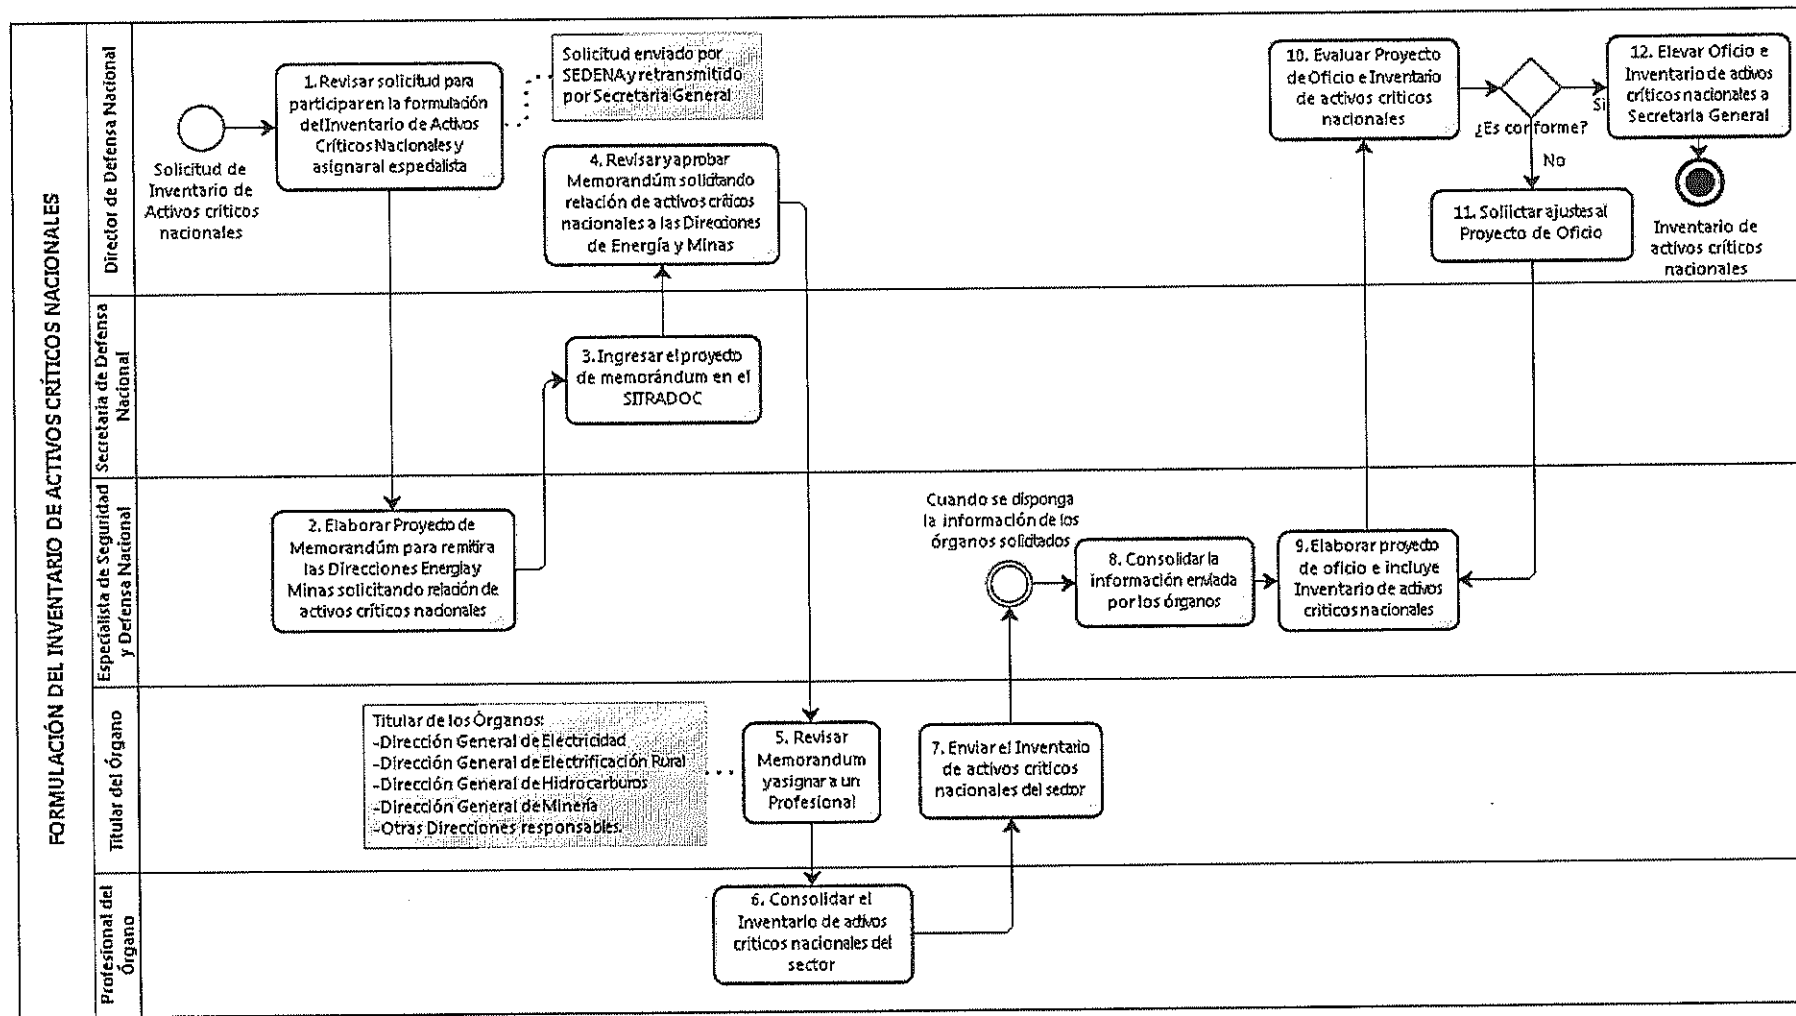 FORMULACIÓN DEL INVENTARIO DE ACTIVOS CRÍTICOS NACIONALES
Director de Defensa Nacional
Solicitud de
Inventario de
Activos críticos
nacionales
1. Revisar solicitud para
participar en la formulación
del Inventario de Activos
Críticos Nacionales y
asignar al especialista
Solicitud enviado por
SEDENA y retransmitido
por Secretaria General
4. Revisar y aprobar
Memorandúm solicitando
relación de activos críticos
nacionales a las Direcciones
de Energía y Minas
10. Evaluar Proyecto
de Oficio e Inventario
de activos criticos
nacionales
¿Es conforme?
Si
No
12. Elevar Oficio e
Inventario de activos
críticos nacionales a
Secretaria General
11. Soliictar ajustes al
Proyecto de Oficio
Inventario de
activos críticos
nacionales
Secretaria de Defensa
Nacional
3. Ingresar el proyecto
de memorándum en el
SITRADOC
Especialista de Seguridad
y Defensa Nacional
2. Elaborar Proyecto de
Memorandúm para remitir a
las Direcciones Energia y
Minas solicitando relación de
activos críticos nacionales
Cuando se disponga
la información de los
órganos solicitados
8. Consolidar la
información enviada
por los órganos
9. Elaborar proyecto
de oficio e incluye
Inventario de activos
criticos nacionales
Titular del Órgano
Titular de los Órganos:
-Dirección General de Electricidad
-Dirección General de Electrificación Rural
-Dirección General de Hidrocarburos
-Dirección General de Minería
-Otras Direcciones responsables.
5. Revisar
Memorandum
y asignar a un
Profesional
7. Enviar el Inventario
de activos criticos
nacionales del sector
Profesional del
Órgano
6. Consolidar el
Inventario de activos
críticos nacionales del
sector